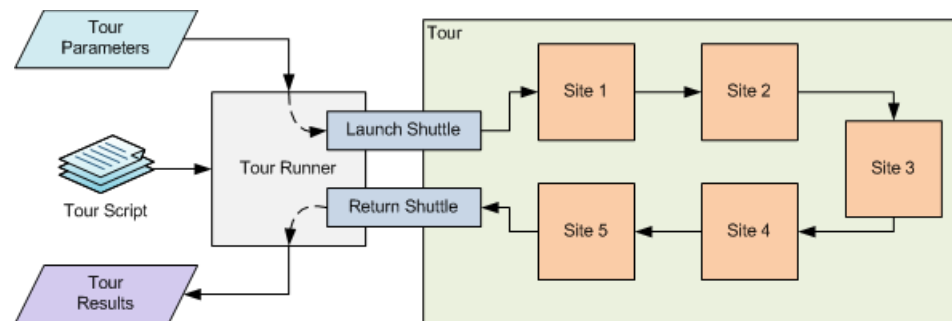 Tour
Parameters
Tour
Site 1
Site 2
Launch Shuttle
Site 3
Tour Runner
Tour Script
Return Shuttle
Site 5
Site 4
Tour
Results